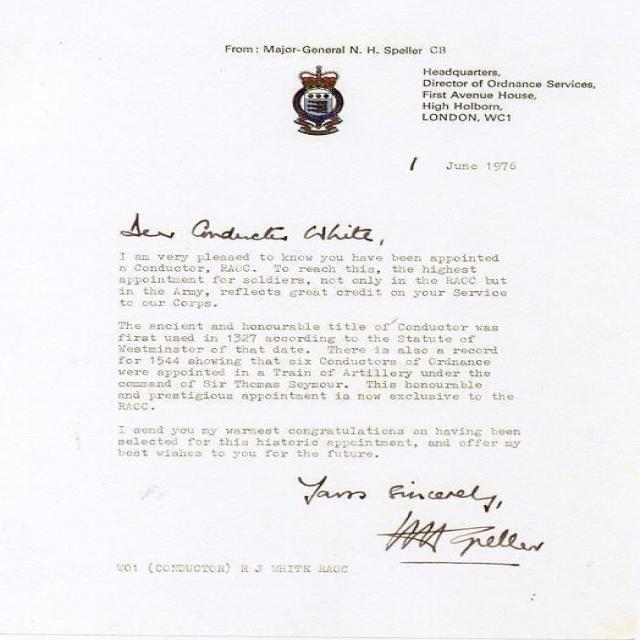 From: Major-General N. H. Speller CB
Headquarters,
Director of Ordnance Services,
First Avenue House,
High Holborn,
LONDON, WC1
1 June 1976
Dear Conductor White,
I am very pleased to know you have been appointed
a Conductor, RAOC. To reach this, the highest
appointment for soldiers, not only in the RAOC but
in the Army, reflects great credit on your Service
to our Corps.
The ancient and honourable title of Conductor was
first used in 1327 according to the Statute of
Westminster of that date. There is also a record
for 1544 showing that six Conductors of Ordnance
were appointed in a Train of Artillery under the
command of Sir Thomas Seymour. This honourable
and prestigious appointment is now exclusive to the
RAOC.
I send you my warmest congratulations on having been
selected for this historic appointment, and offer my
best wishes to you for the future.
Yours sincerely,
NH Speller
WO1 (CONDUCTOR) R J WHITE RAOC